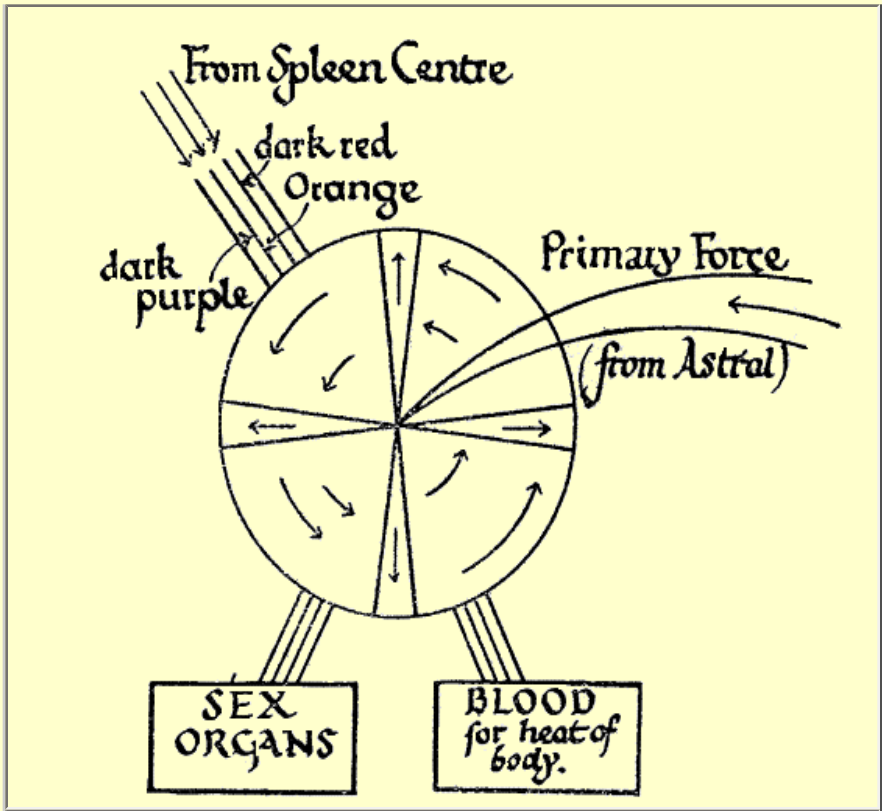 From Spleen Centre
dark red
Orange
dark
purple
Primary Force
(from Astral)
SEX
ORGANS
BLOOD
for heat of
body.